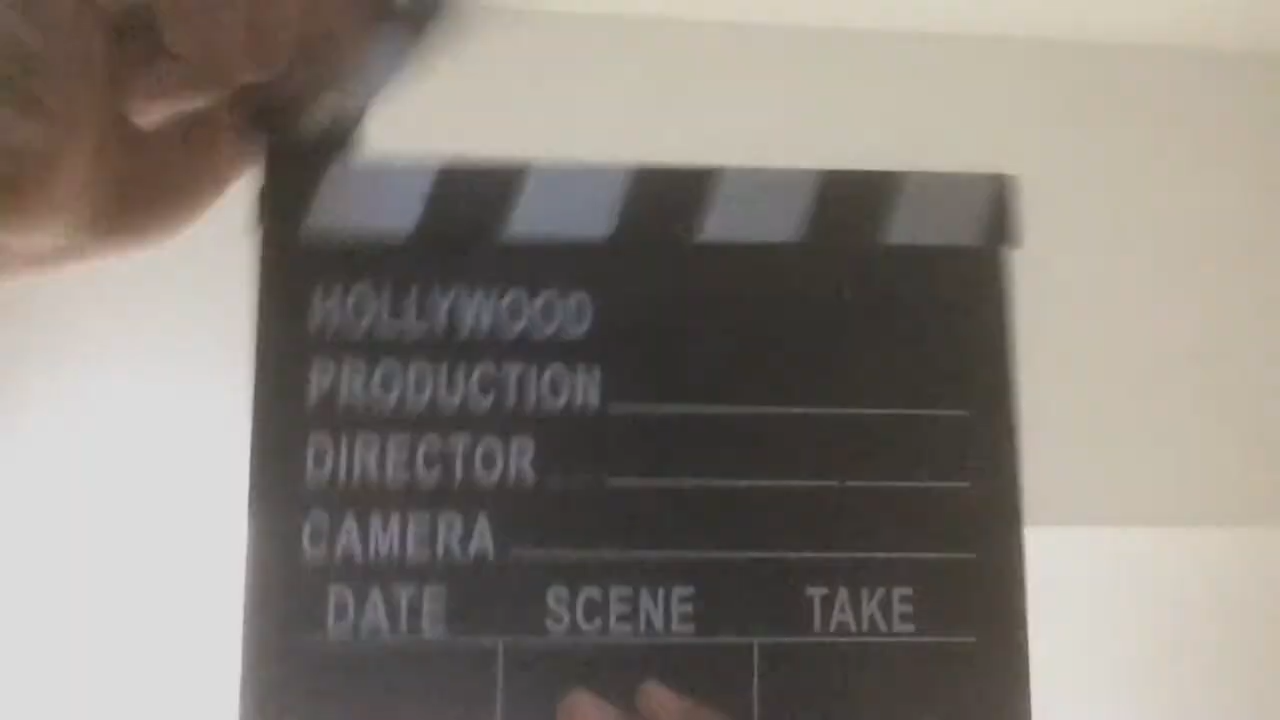 HOLLYWOOD
PRODUCTION
DIRECTOR
CAMERA
DATE SCENE TAKE